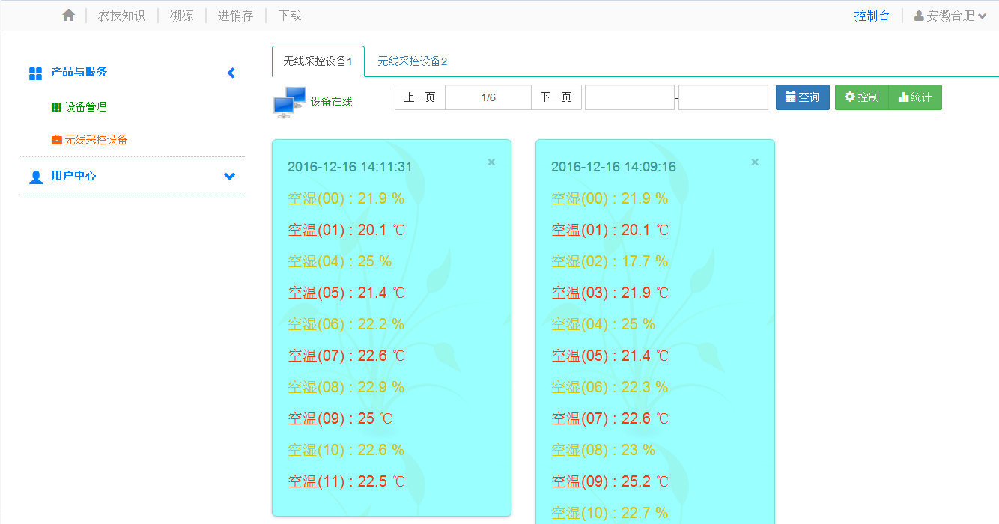 农技知识 溯源 进销存 下载 控制台 安徽合肥
产品与服务
设备管理
无线采控设备
用户中心
无线采控设备1 无线采控设备2
设备在线 上一页 1/6 下一页 - 查询 控制 统计
2016-12-16 14:11:31 ×
空湿(00) : 21.9 %
空温(01) : 20.1 ℃
空湿(04) : 25 %
空温(05) : 21.4 ℃
空湿(06) : 22.2 %
空温(07) : 22.6 ℃
空湿(08) : 22.9 %
空温(09) : 25 ℃
空湿(10) : 22.6 %
空温(11) : 22.5 ℃
2016-12-16 14:09:16 ×
空湿(00) : 21.9 %
空温(01) : 20.1 ℃
空湿(02) : 17.7 %
空温(03) : 21.9 ℃
空湿(04) : 25 %
空温(05) : 21.4 ℃
空湿(06) : 22.3 %
空温(07) : 22.6 ℃
空湿(08) : 23 %
空温(09) : 25.2 ℃
空湿(10) : 22.7 %